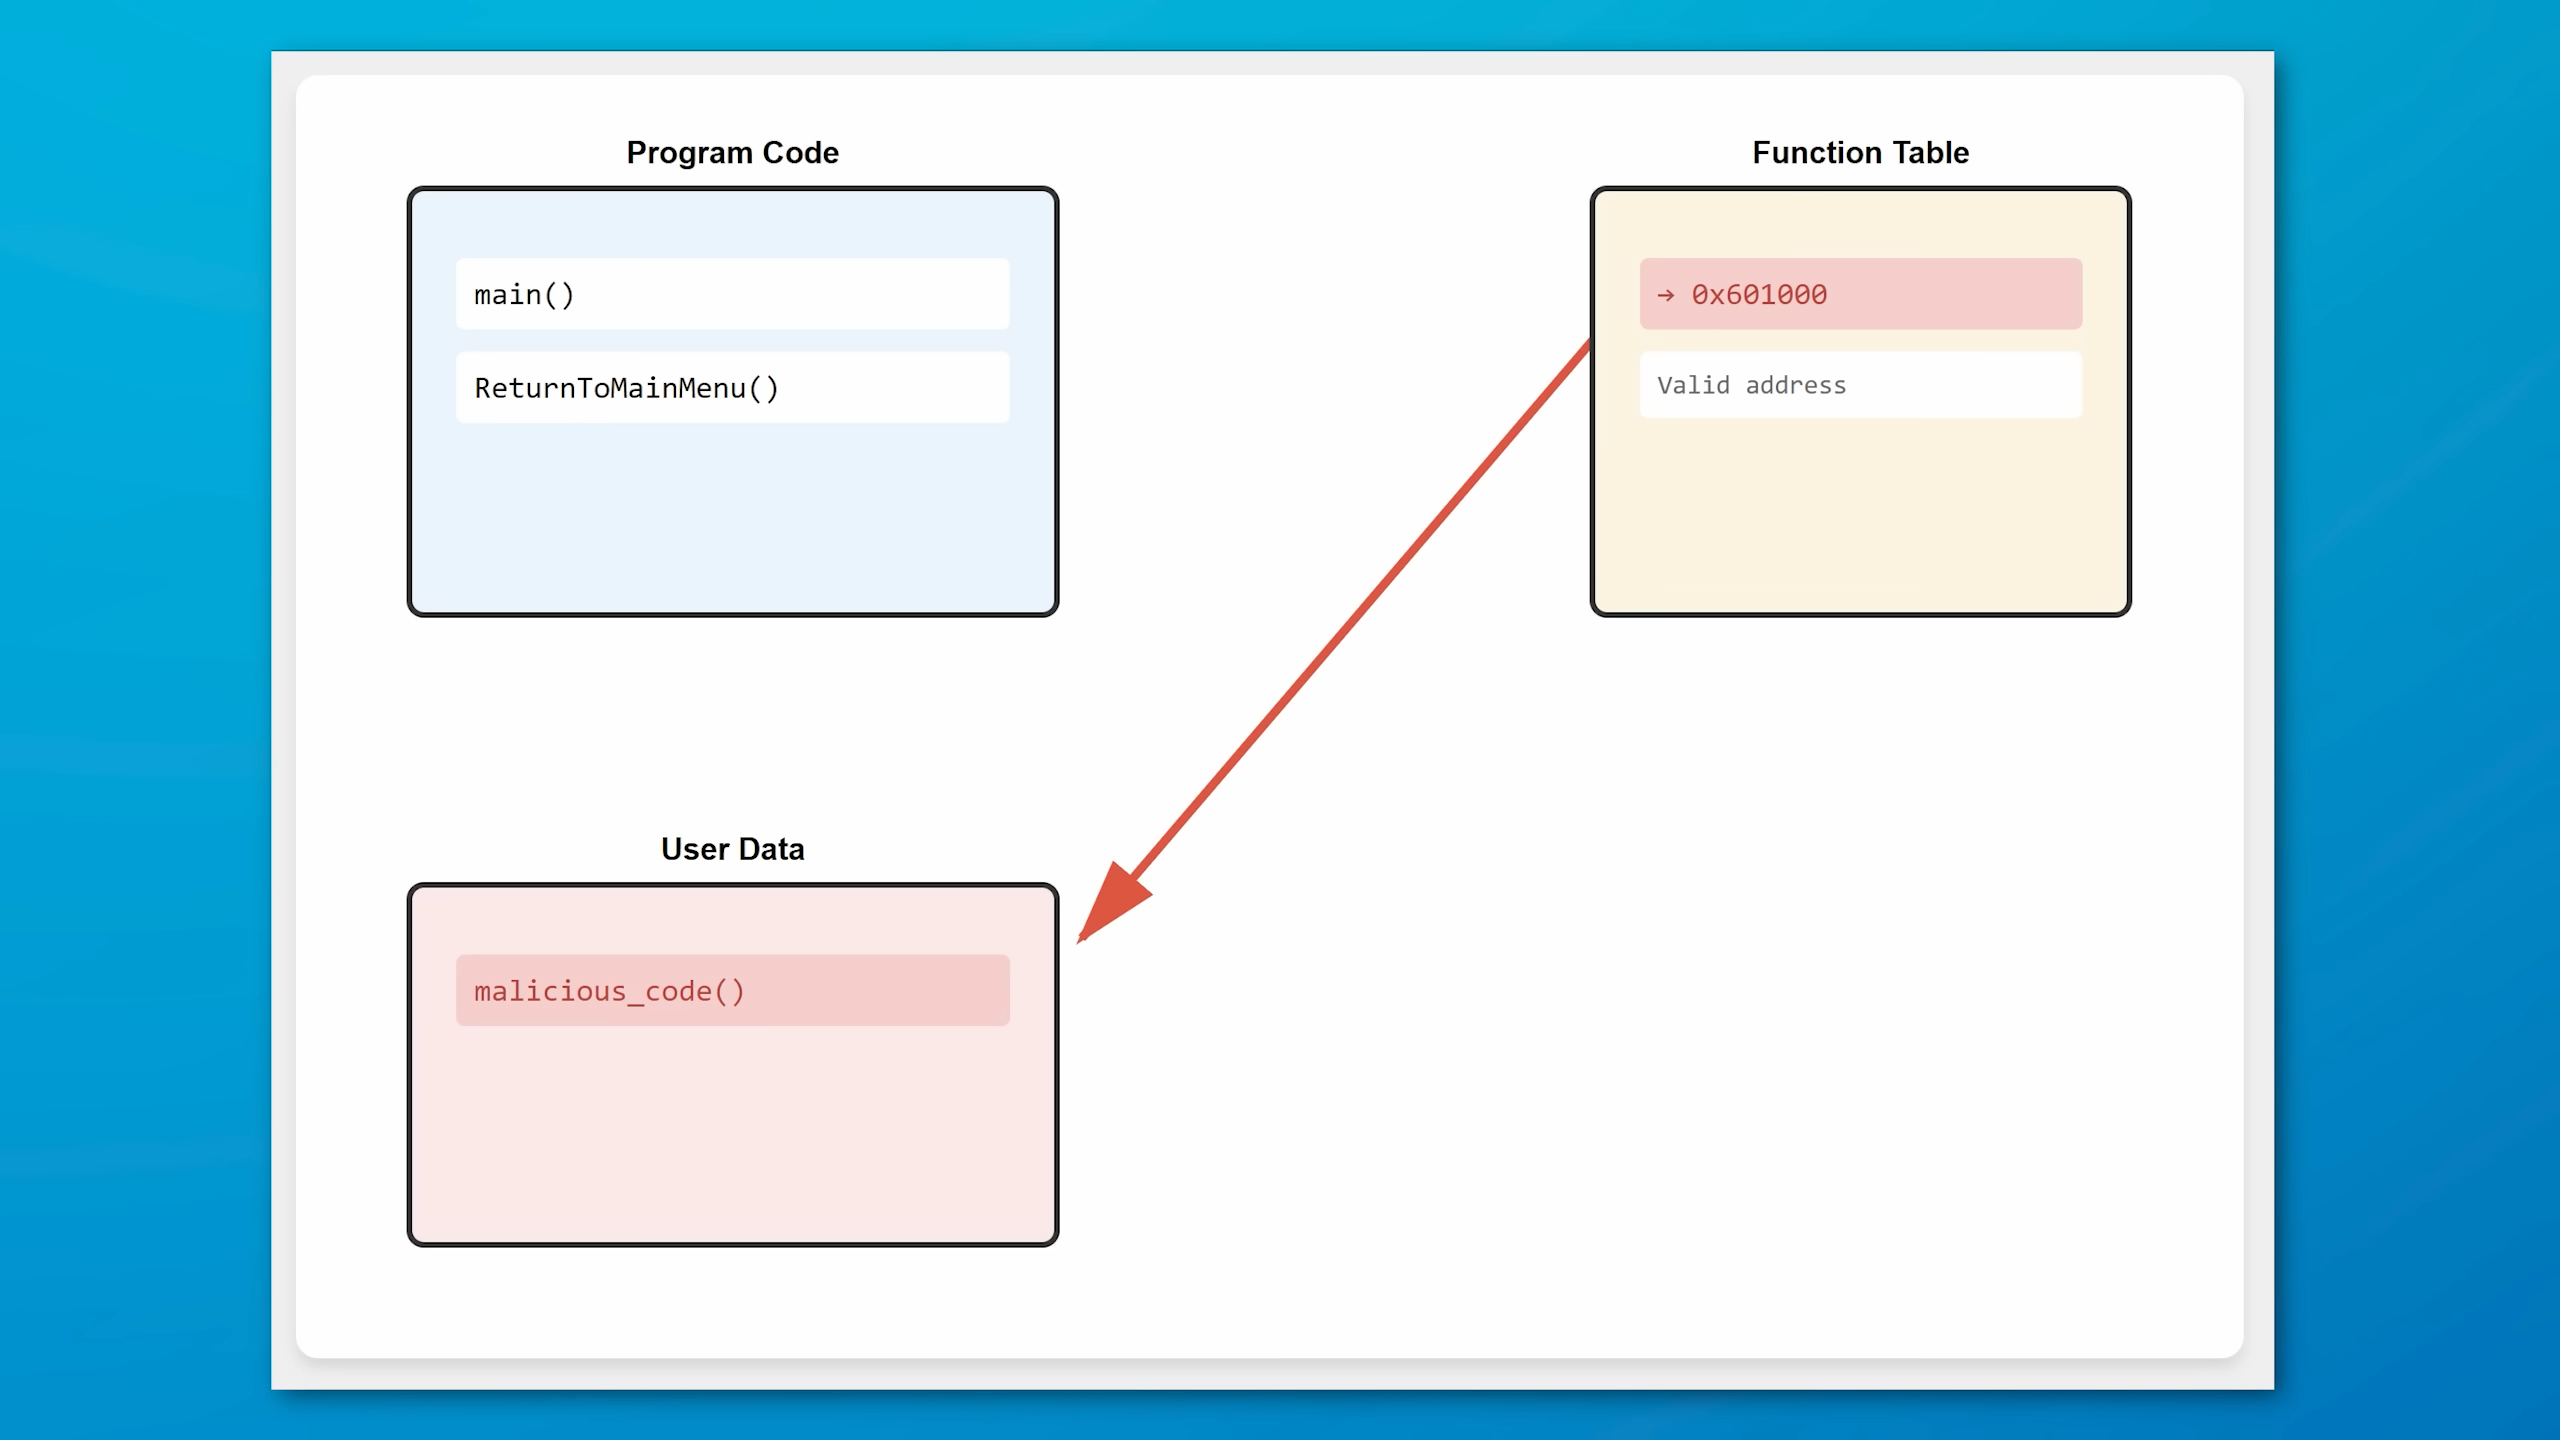 Program Code
main()
ReturnToMainMenu()
Function Table
→ 0x601000
Valid address
User Data
malicious_code()